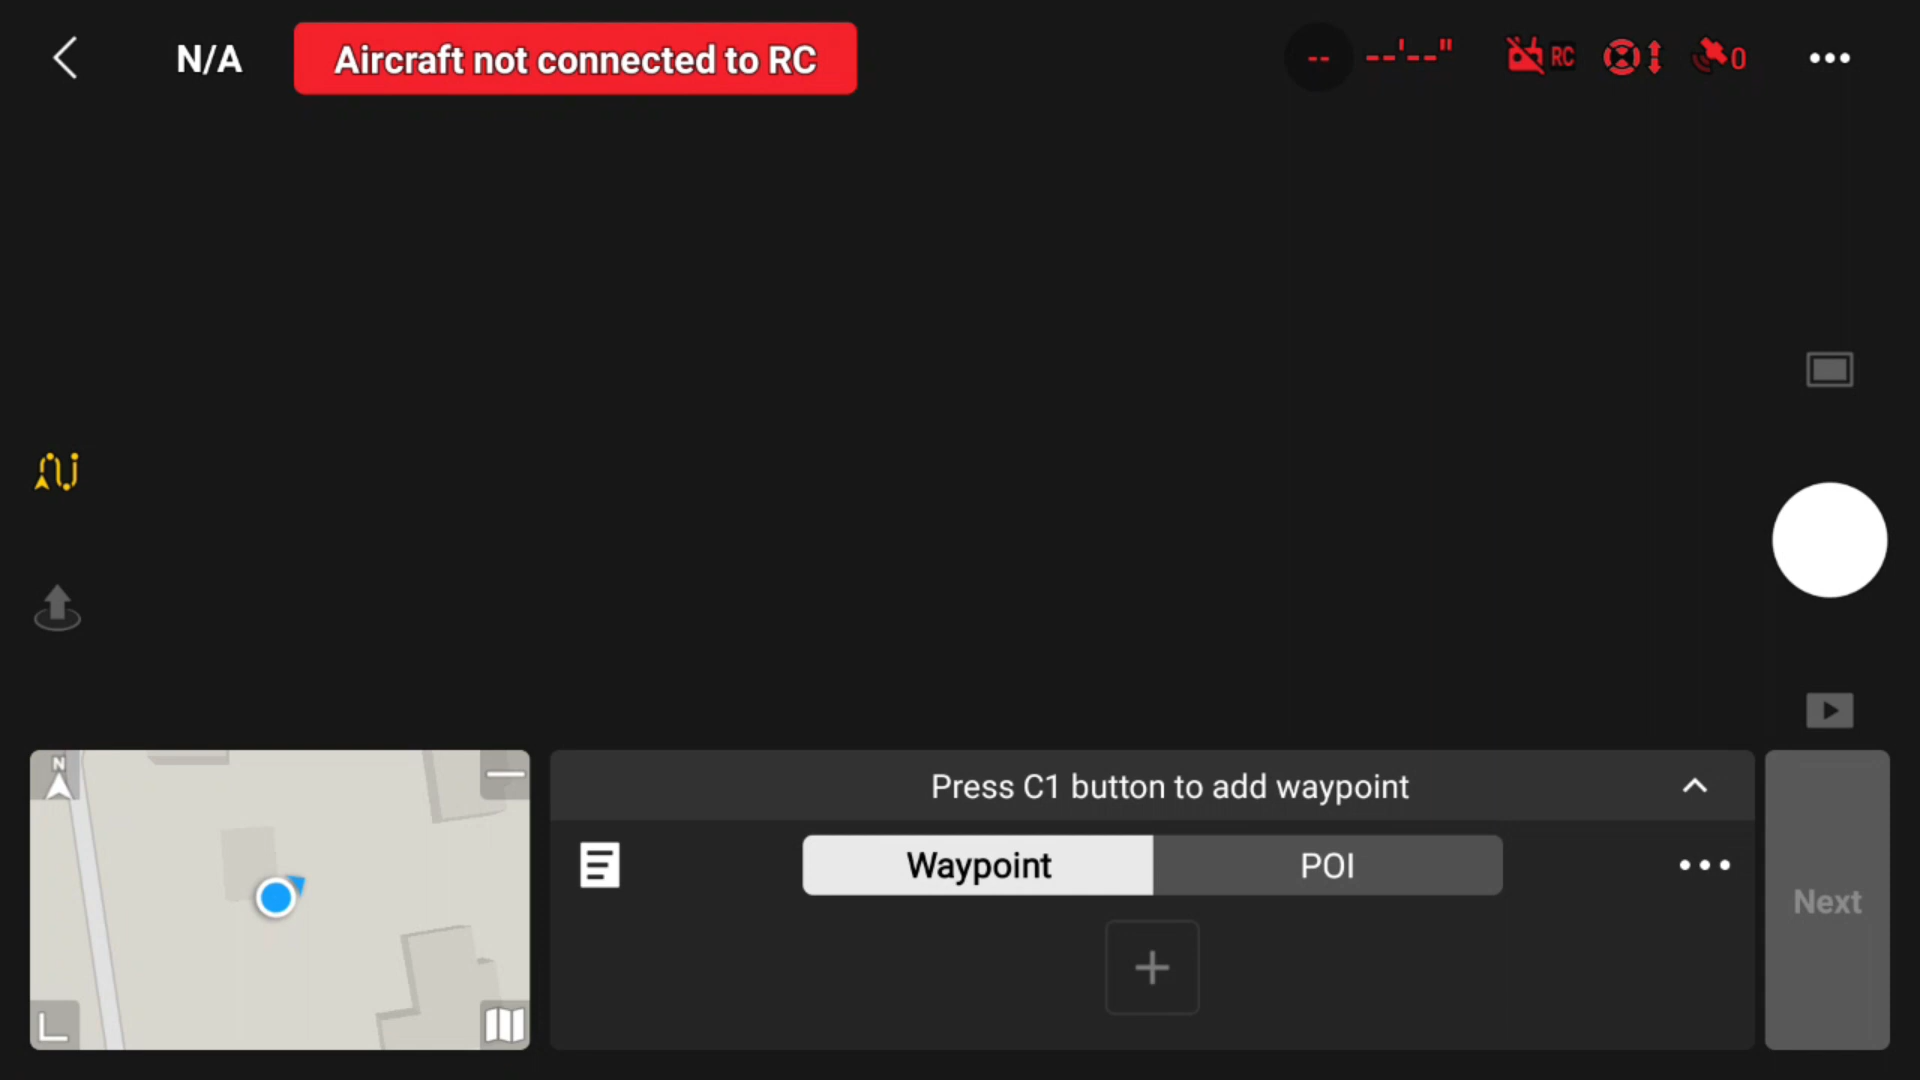 N/A
Aircraft not connected to RC
--
--'--"
RC
0
N
Press C1 button to add waypoint
Waypoint
POI
Next